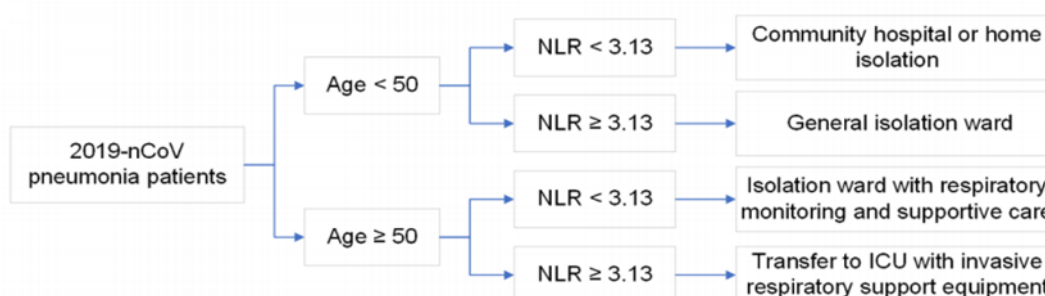 2019-nCoV
pneumonia patients
Age < 50
Age ≥ 50
NLR < 3.13
NLR ≥ 3.13
NLR < 3.13
NLR ≥ 3.13
Community hospital or home
isolation
General isolation ward
Isolation ward with respiratory
monitoring and supportive care
Transfer to ICU with invasive
respiratory support equipment